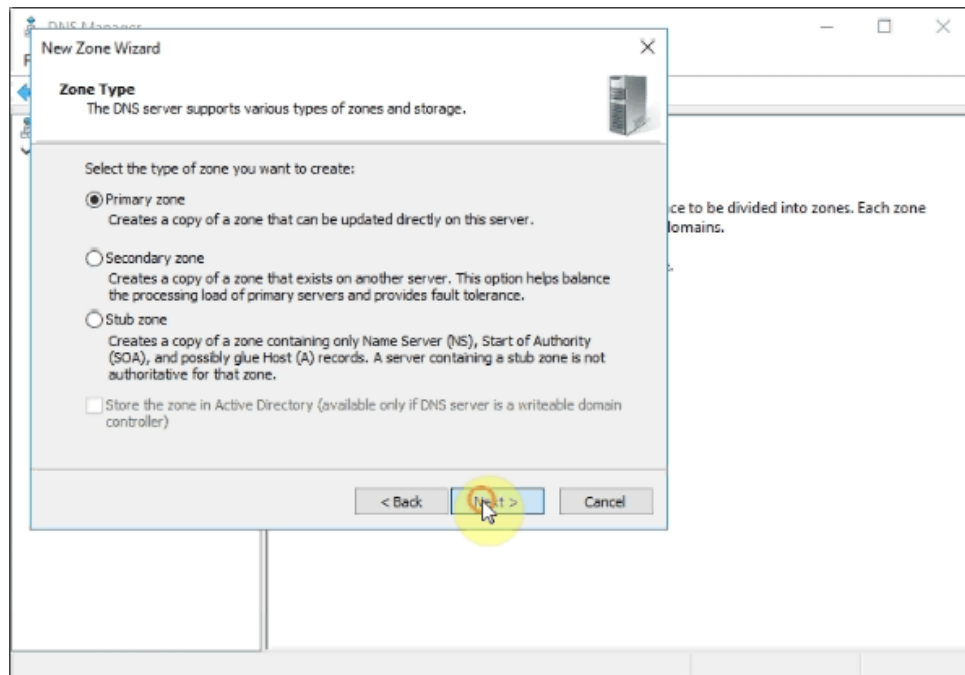 DNS Manager
New Zone Wizard
Zone Type
The DNS server supports various types of zones and storage.
Select the type of zone you want to create:
Primary zone
Creates a copy of a zone that can be updated directly on this server.
Secondary zone
Creates a copy of a zone that exists on another server. This option helps balance
the processing load of primary servers and provides fault tolerance.
Stub zone
Creates a copy of a zone containing only Name Server (NS), Start of Authority
(SOA), and possibly glue Host (A) records. A server containing a stub zone is not
authoritative for that zone.
Store the zone in Active Directory (available only if DNS server is a writeable domain
controller)
< Back
Next >
Cancel
to be divided into zones. Each zone